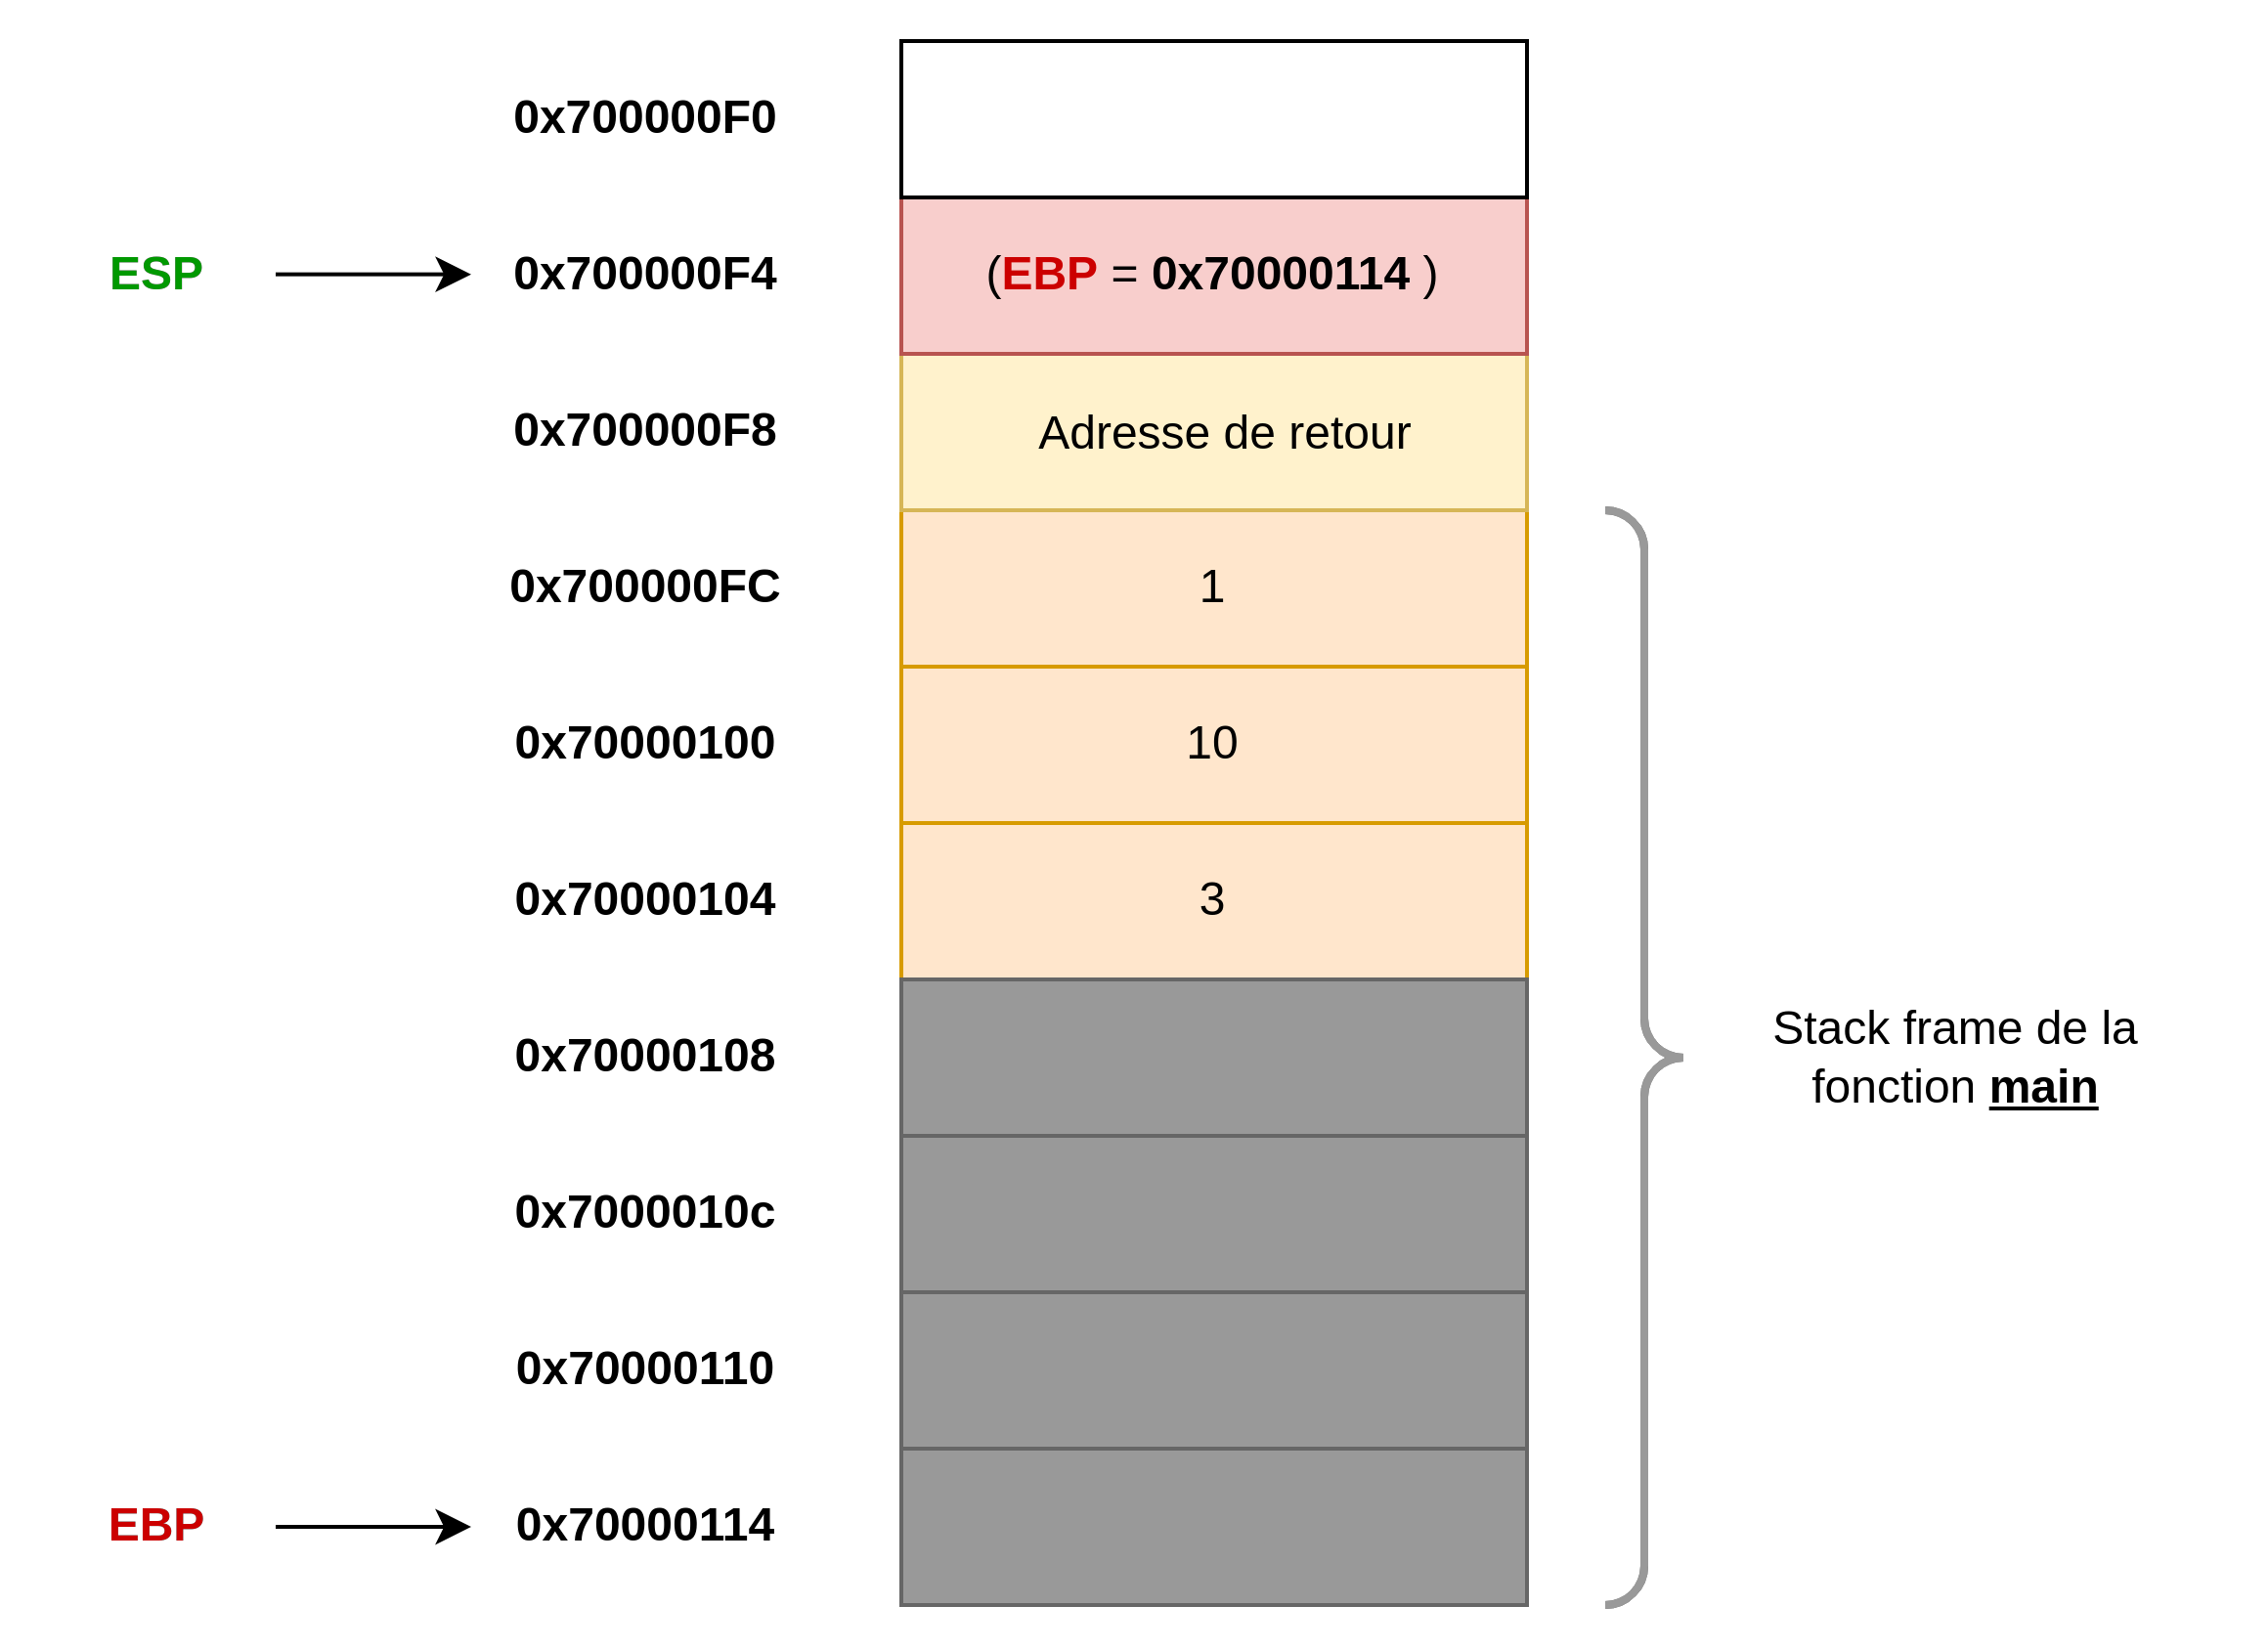 0x700000F0
ESP 0x700000F4 (EBP = 0x70000114 )
0x700000F8 Adresse de retour
0x700000FC 1
0x70000100 10
0x70000104 3
0x70000108
0x7000010c
0x70000110
EBP 0x70000114
Stack frame de la
fonction main